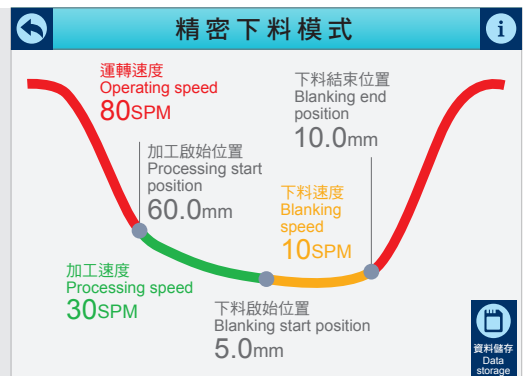 精密下料模式
i
運轉速度
Operating speed
80SPM
下料結束位置
Blanking end
position
10.0mm
加工啟始位置
Processing start
position
60.0mm
下料速度
Blanking
speed
10SPM
加工速度
Processing speed
30SPM
下料啟始位置
Blanking start position
5.0mm
資料儲存
Data
storage